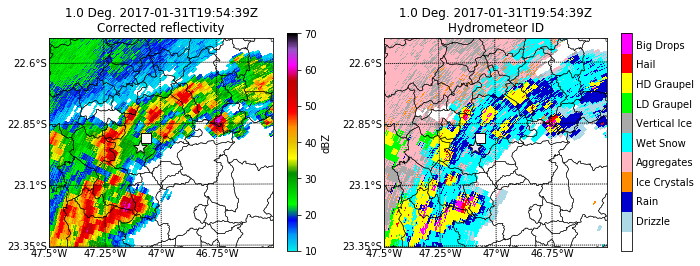 1.0 Deg. 2017-01-31T19:54:39Z
Corrected reflectivity
22.6°S
22.85°S
23.1°S
23.35°S
47.5°W
47.25°W
47°W
46.75°W
70
60
50
40
30
20
10
dBZ
1.0 Deg. 2017-01-31T19:54:39Z
Hydrometeor ID
22.6°S
22.85°S
23.1°S
23.35°S
47.5°W
47.25°W
47°W
46.75°W
Big Drops
Hail
HD Graupel
LD Graupel
Vertical Ice
Wet Snow
Aggregates
Ice Crystals
Rain
Drizzle